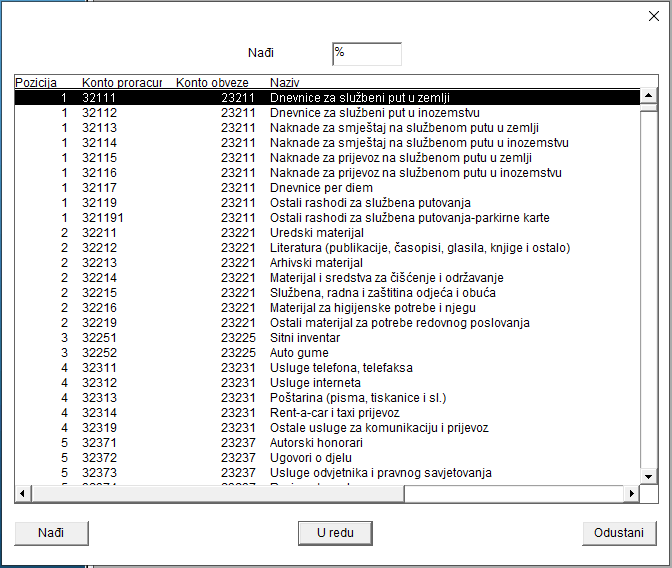 Nađi %
Pozicija Konto proracur Konto obveze Naziv
1 32111 23211 Dnevnice za službeni put u zemlji
1 32112 23211 Dnevnice za službeni put u inozemstvu
1 32113 23211 Naknade za smještaj na službenom putu u zemlji
1 32114 23211 Naknade za smještaj na službenom putu u inozemstvu
1 32115 23211 Naknade za prijevoz na službenom putu u zemlji
1 32116 23211 Naknade za prijevoz na službenom putu u inozemstvu
1 32117 23211 Dnevnice per diem
1 32119 23211 Ostali rashodi za službena putovanja
1 321191 23211 Ostali rashodi za službena putovanja-parkirne karte
2 32211 23221 Uredski materijal
2 32212 23221 Literatura (publikacije, časopisi, glasila, knjige i ostalo)
2 32213 23221 Arhivski materijal
2 32214 23221 Materijal i sredstva za čišćenje i održavanje
2 32215 23221 Službena, radna i zaštitina odjeća i obuća
2 32216 23221 Materijal za higijenske potrebe i njegu
2 32219 23221 Ostali materijal za potrebe redovnog poslovanja
3 32251 23225 Sitni inventar
3 32252 23225 Auto gume
4 32311 23231 Usluge telefona, telefaksa
4 32312 23231 Usluge interneta
4 32313 23231 Poštarina (pisma, tiskanice i sl.)
4 32314 23231 Rent-a-car i taxi prijevoz
4 32319 23231 Ostale usluge za komunikaciju i prijevoz
5 32371 23237 Autorski honorari
5 32372 23237 Ugovori o djelu
5 32373 23237 Usluge odvjetnika i pravnog savjetovanja
Nađi U redu Odustani